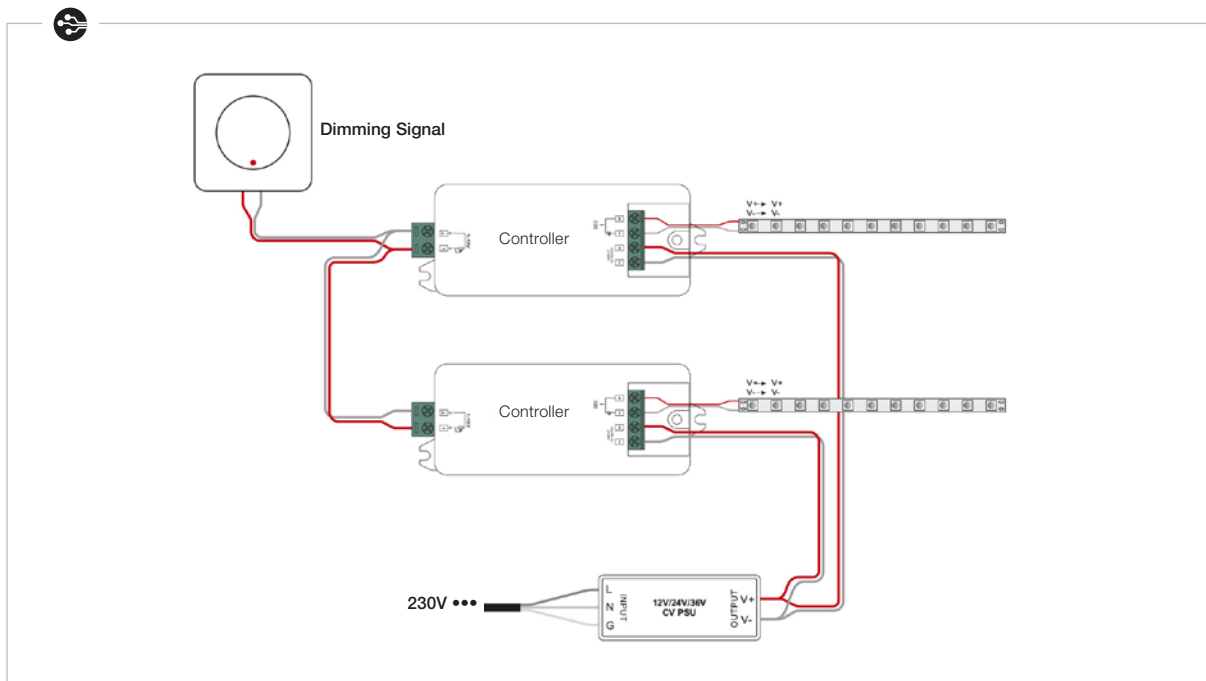 Dimming Signal
Controller
V+ V+
V- V-
Controller
V+ V+
V- V-
230V •••
L
N
G
INPUT
12V/24V/36V
CV PSU
OUTPUT
V+
V-